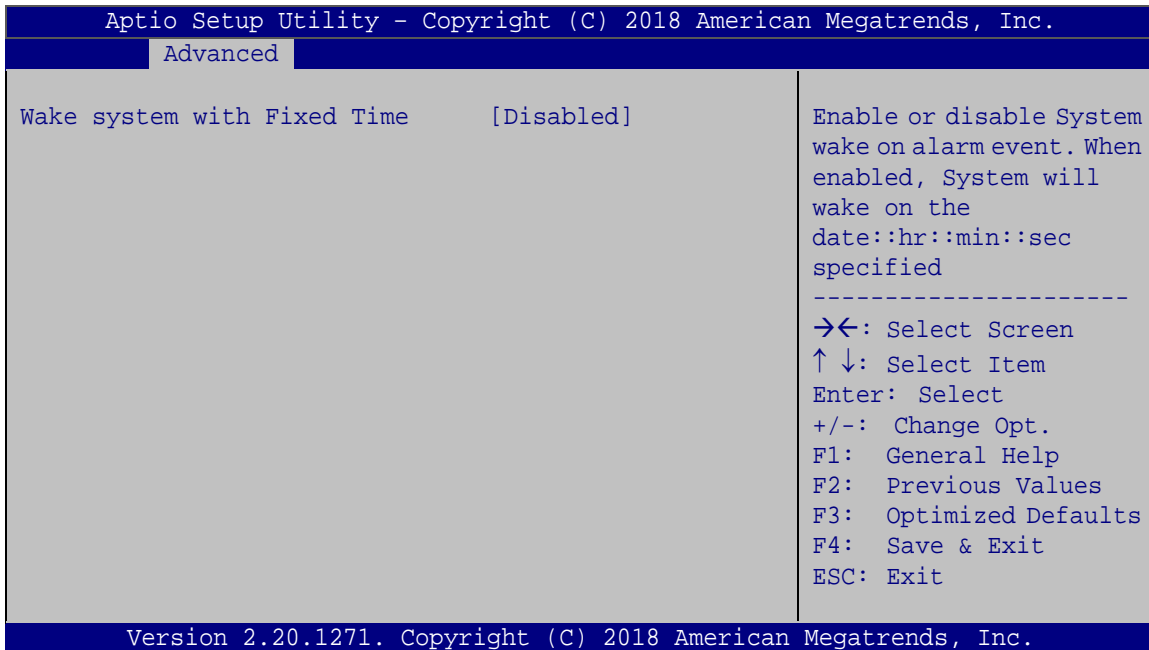 Aptio Setup Utility – Copyright (C) 2018 American Megatrends, Inc.
Advanced
Wake system with Fixed Time [Disabled]
Enable or disable System
wake on alarm event. When
enabled, System will
wake on the
date::hr::min::sec
specified
----------------------
→←: Select Screen
↑ ↓: Select Item
Enter: Select
+/-: Change Opt.
F1: General Help
F2: Previous Values
F3: Optimized Defaults
F4: Save & Exit
ESC: Exit
Version 2.20.1271. Copyright (C) 2018 American Megatrends, Inc.